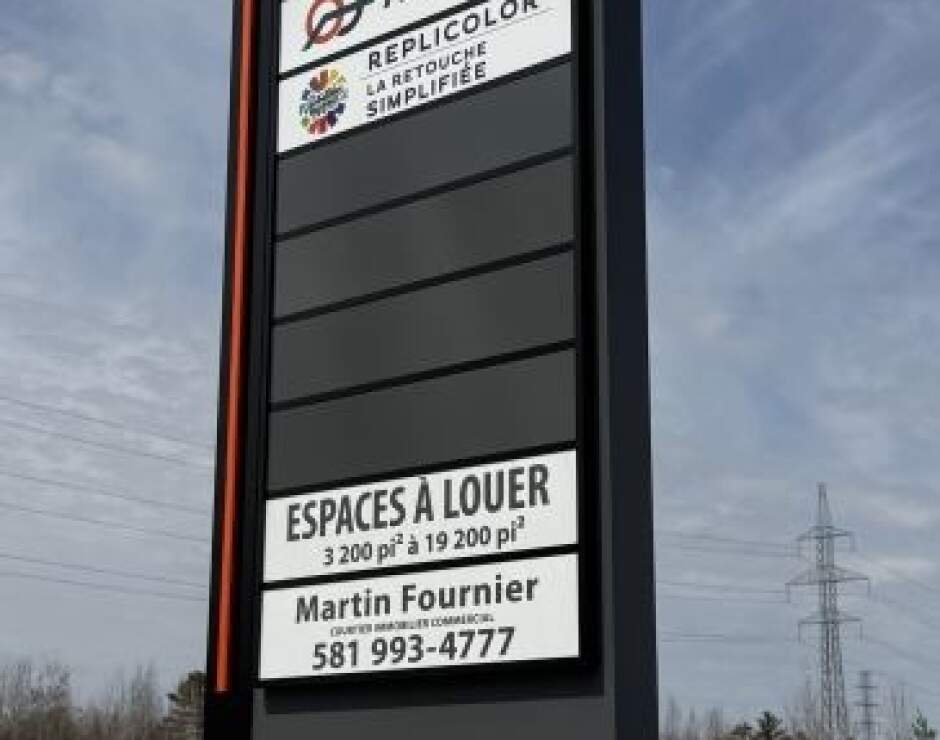 REPLICOLOR
LA RETOUCHE
SIMPLIFIÉE
ESPACES À LOUER
3 200 pi² à 19 200 pi²
Martin Fournier
COURTIER IMMOBILIER COMMERCIAL
581 993-4777